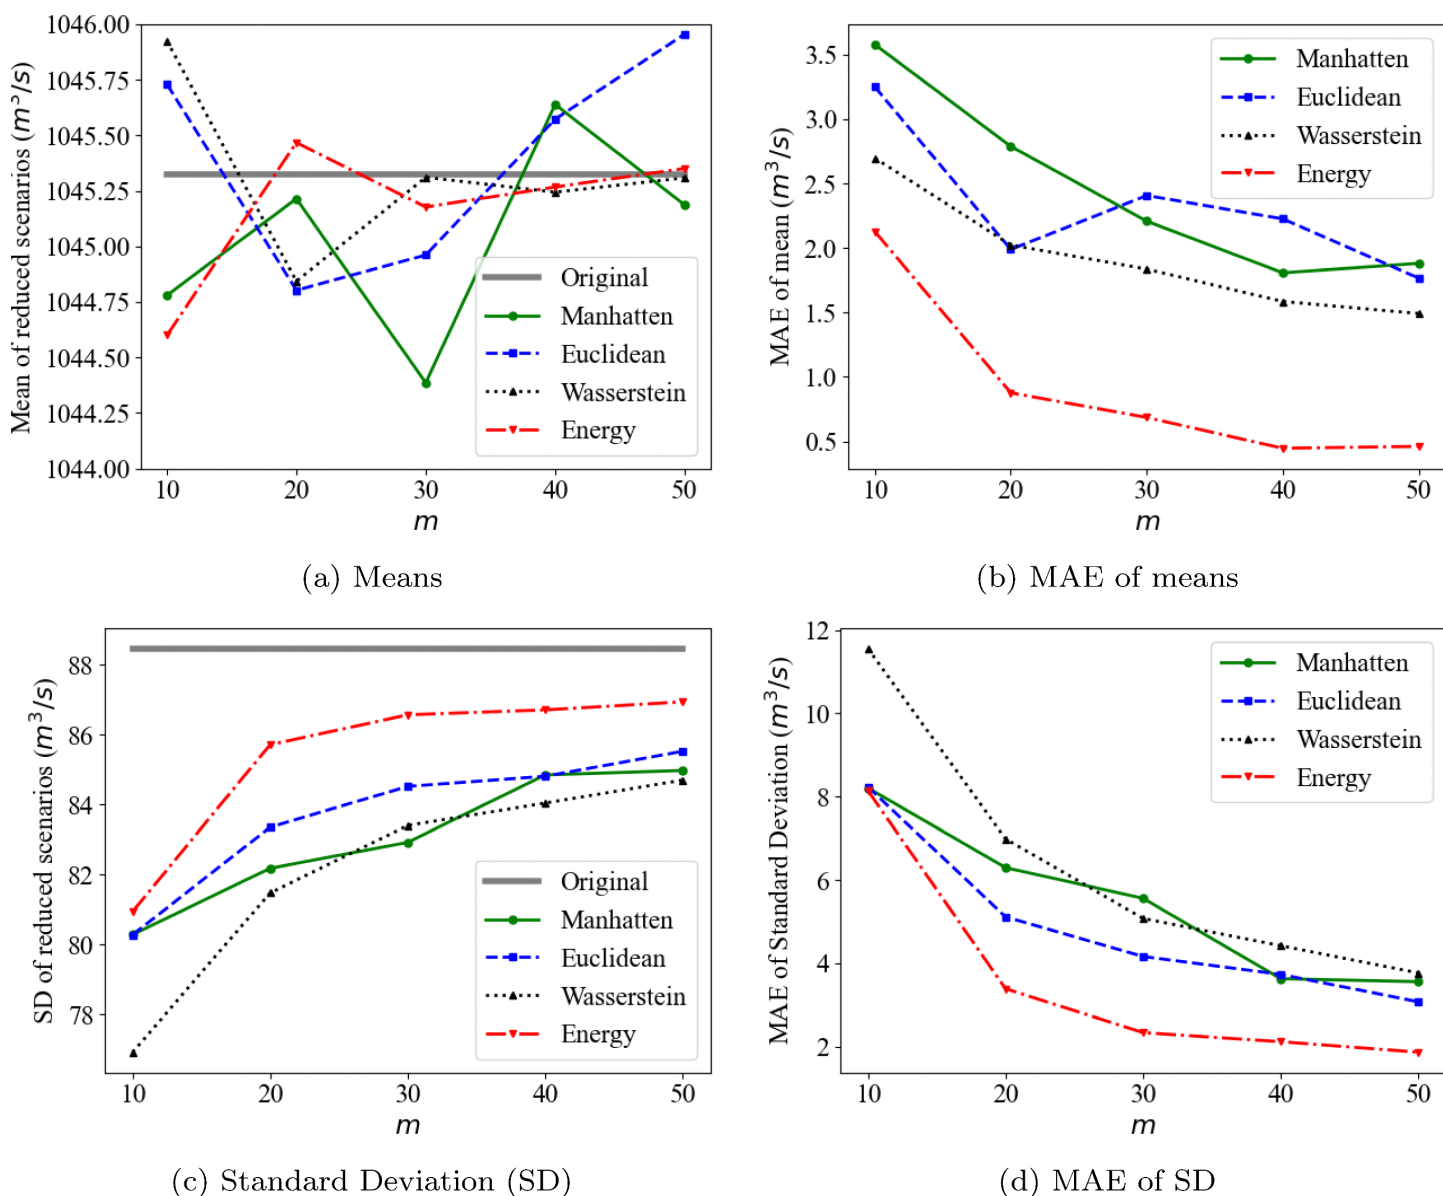 Mean of reduced scenarios (m³/s)
1046.00
1045.75
1045.50
1045.25
1045.00
1044.75
1044.50
1044.25
1044.00
10 20 30 40 50
m
Original
Manhatten
Euclidean
Wasserstein
Energy
(a) Means
MAE of mean (m³/s)
3.5
3.0
2.5
2.0
1.5
1.0
0.5
10 20 30 40 50
m
Manhatten
Euclidean
Wasserstein
Energy
(b) MAE of means
SD of reduced scenarios (m³/s)
88
86
84
82
80
78
10 20 30 40 50
m
Original
Manhatten
Euclidean
Wasserstein
Energy
(c) Standard Deviation (SD)
MAE of Standard Deviation (m³/s)
12
10
8
6
4
2
10 20 30 40 50
m
Manhatten
Euclidean
Wasserstein
Energy
(d) MAE of SD